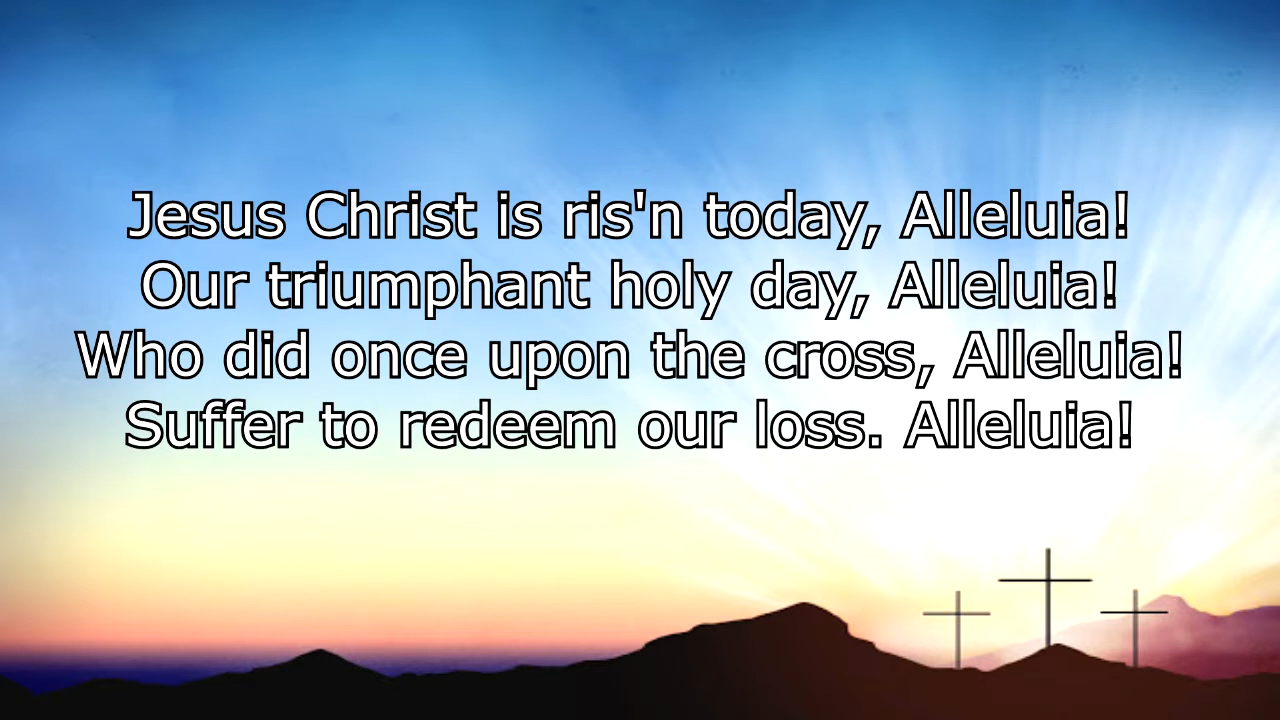 Jesus Christ is ris'n today, Alleluia!
Our triumphant holy day, Alleluia!
Who did once upon the cross, Alleluia!
Suffer to redeem our loss. Alleluia!